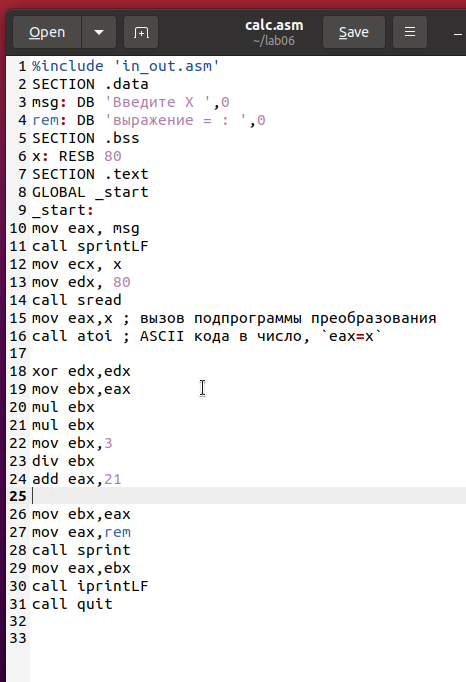 Open
calc.asm
~/lab06
Save
1 %include 'in_out.asm'
2 SECTION .data
3 msg: DB 'Введите X ',0
4 rem: DB 'выражение = : ',0
5 SECTION .bss
6 x: RESB 80
7 SECTION .text
8 GLOBAL _start
9 _start:
10 mov eax, msg
11 call sprintLF
12 mov ecx, x
13 mov edx, 80
14 call sread
15 mov eax,x ; вызов подпрограммы преобразования
16 call atoi ; ASCII кода в число, `eax=x`
17
18 xor edx,edx
19 mov ebx,eax
20 mul ebx
21 mul ebx
22 mov ebx,3
23 div ebx
24 add eax,21
25
26 mov ebx,eax
27 mov eax,rem
28 call sprint
29 mov eax,ebx
30 call iprintLF
31 call quit
32
33